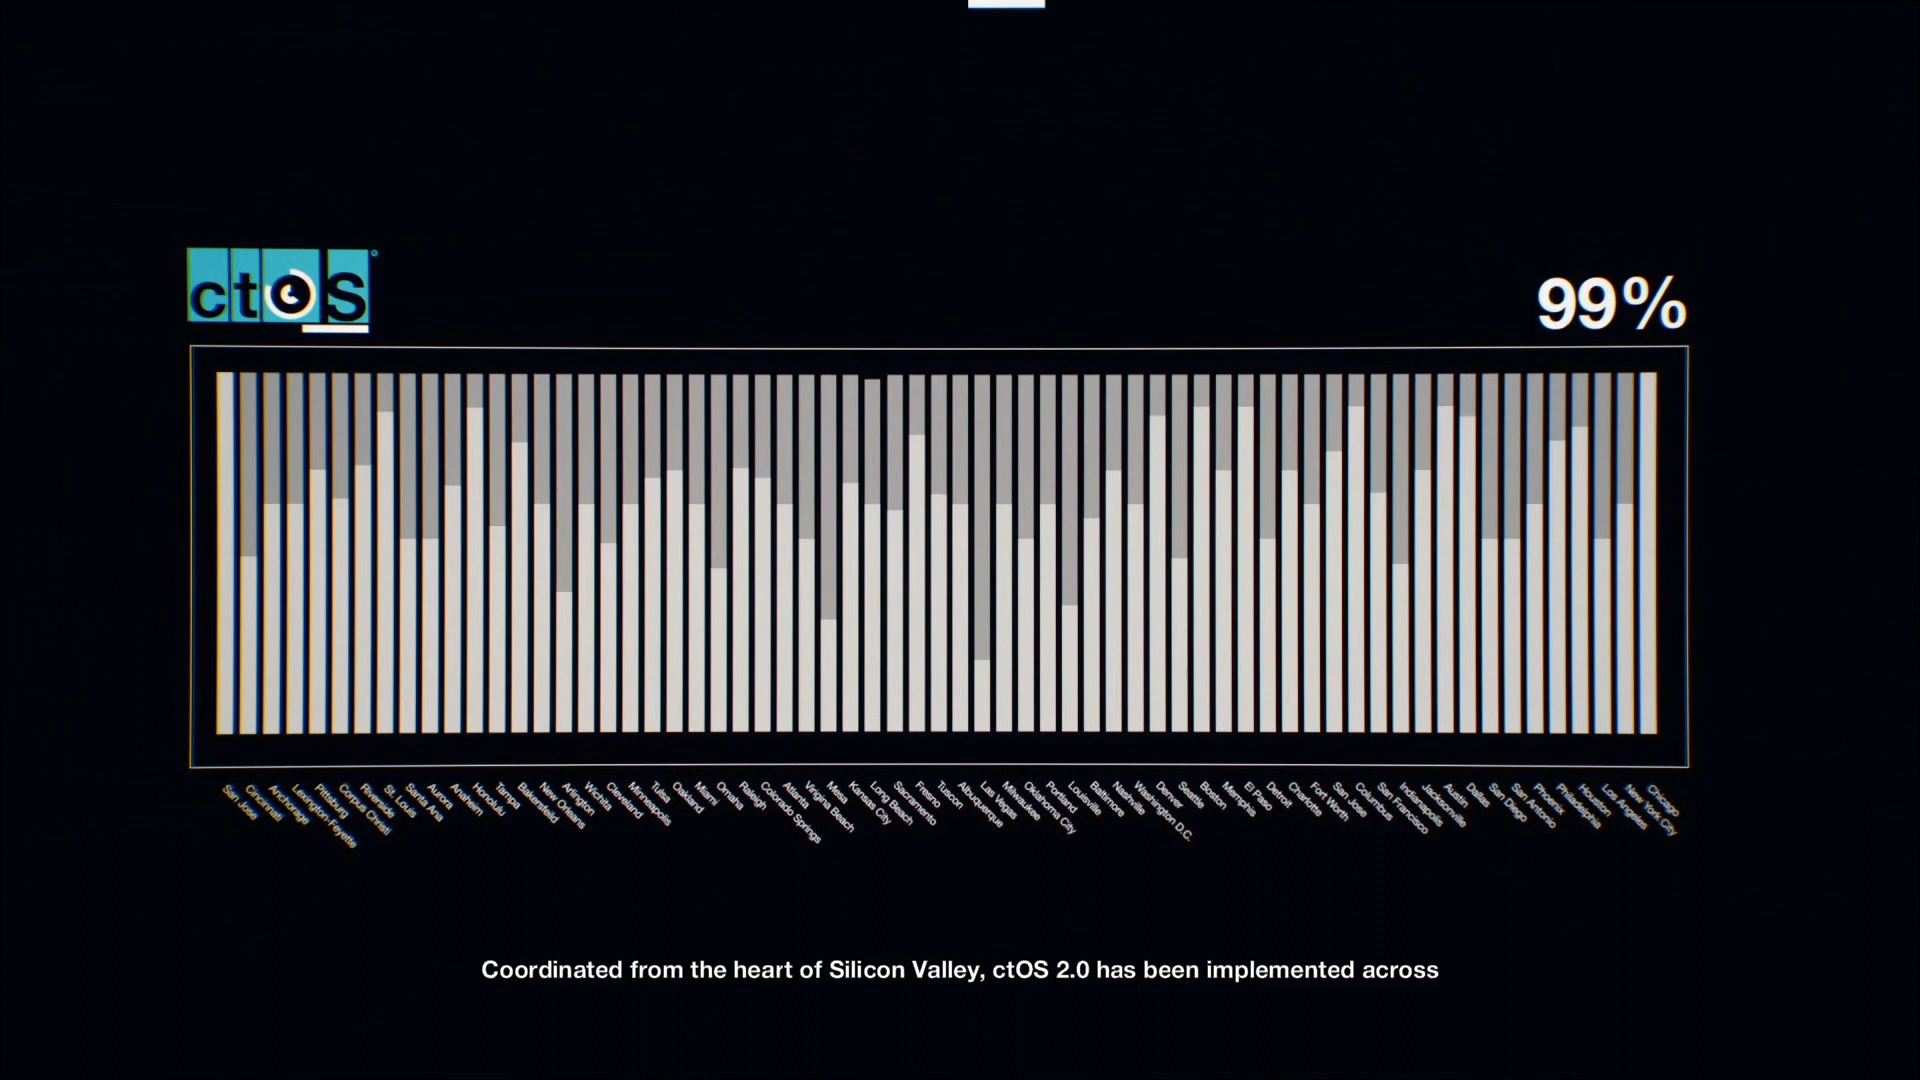 ctOS
99%
San Jose
Cincinnati
Anchorage
Lexington-Feyette
Pittsburg
Corpus Christi
Riverside
St. Louis
Santa Ana
Aurora
Anaheim
Honolulu
Tampa
Bakersfield
New Orleans
Arlington
Wichita
Cleveland
Minneapolis
Tulsa
Oakland
Miami
Omaha
Raleigh
Colorado Springs
Atlanta
Virginia Beach
Mesa
Kansas City
Long Beach
Sacramento
Fresno
Tuscon
Albuquerque
Las Vegas
Milwaukee
Oklahoma City
Portland
Louisville
Baltimore
Nashville
Washington D.C.
Denver
Seattle
Boston
Memphis
El Paso
Detroit
Charlotte
Fort Worth
San Jose
Columbus
San Francisco
Indianapolis
Jacksonville
Austin
Dallas
San Diego
San Antonio
Phoenix
Philadelphia
Houston
Los Angeles
New York City
Chicago
Coordinated from the heart of Silicon Valley, ctOS 2.0 has been implemented across